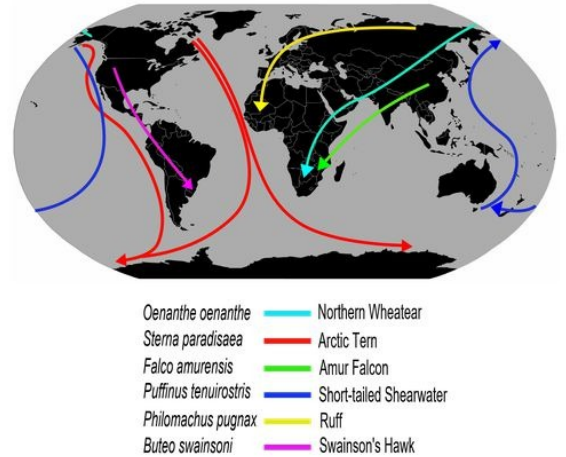 Oenanthe oenanthe Northern Wheatear
Sterna paradisaea Arctic Tern
Falco amurensis Amur Falcon
Puffinus tenuirostris Short-tailed Shearwater
Philomachus pugnax Ruff
Buteo swainsoni Swainson's Hawk